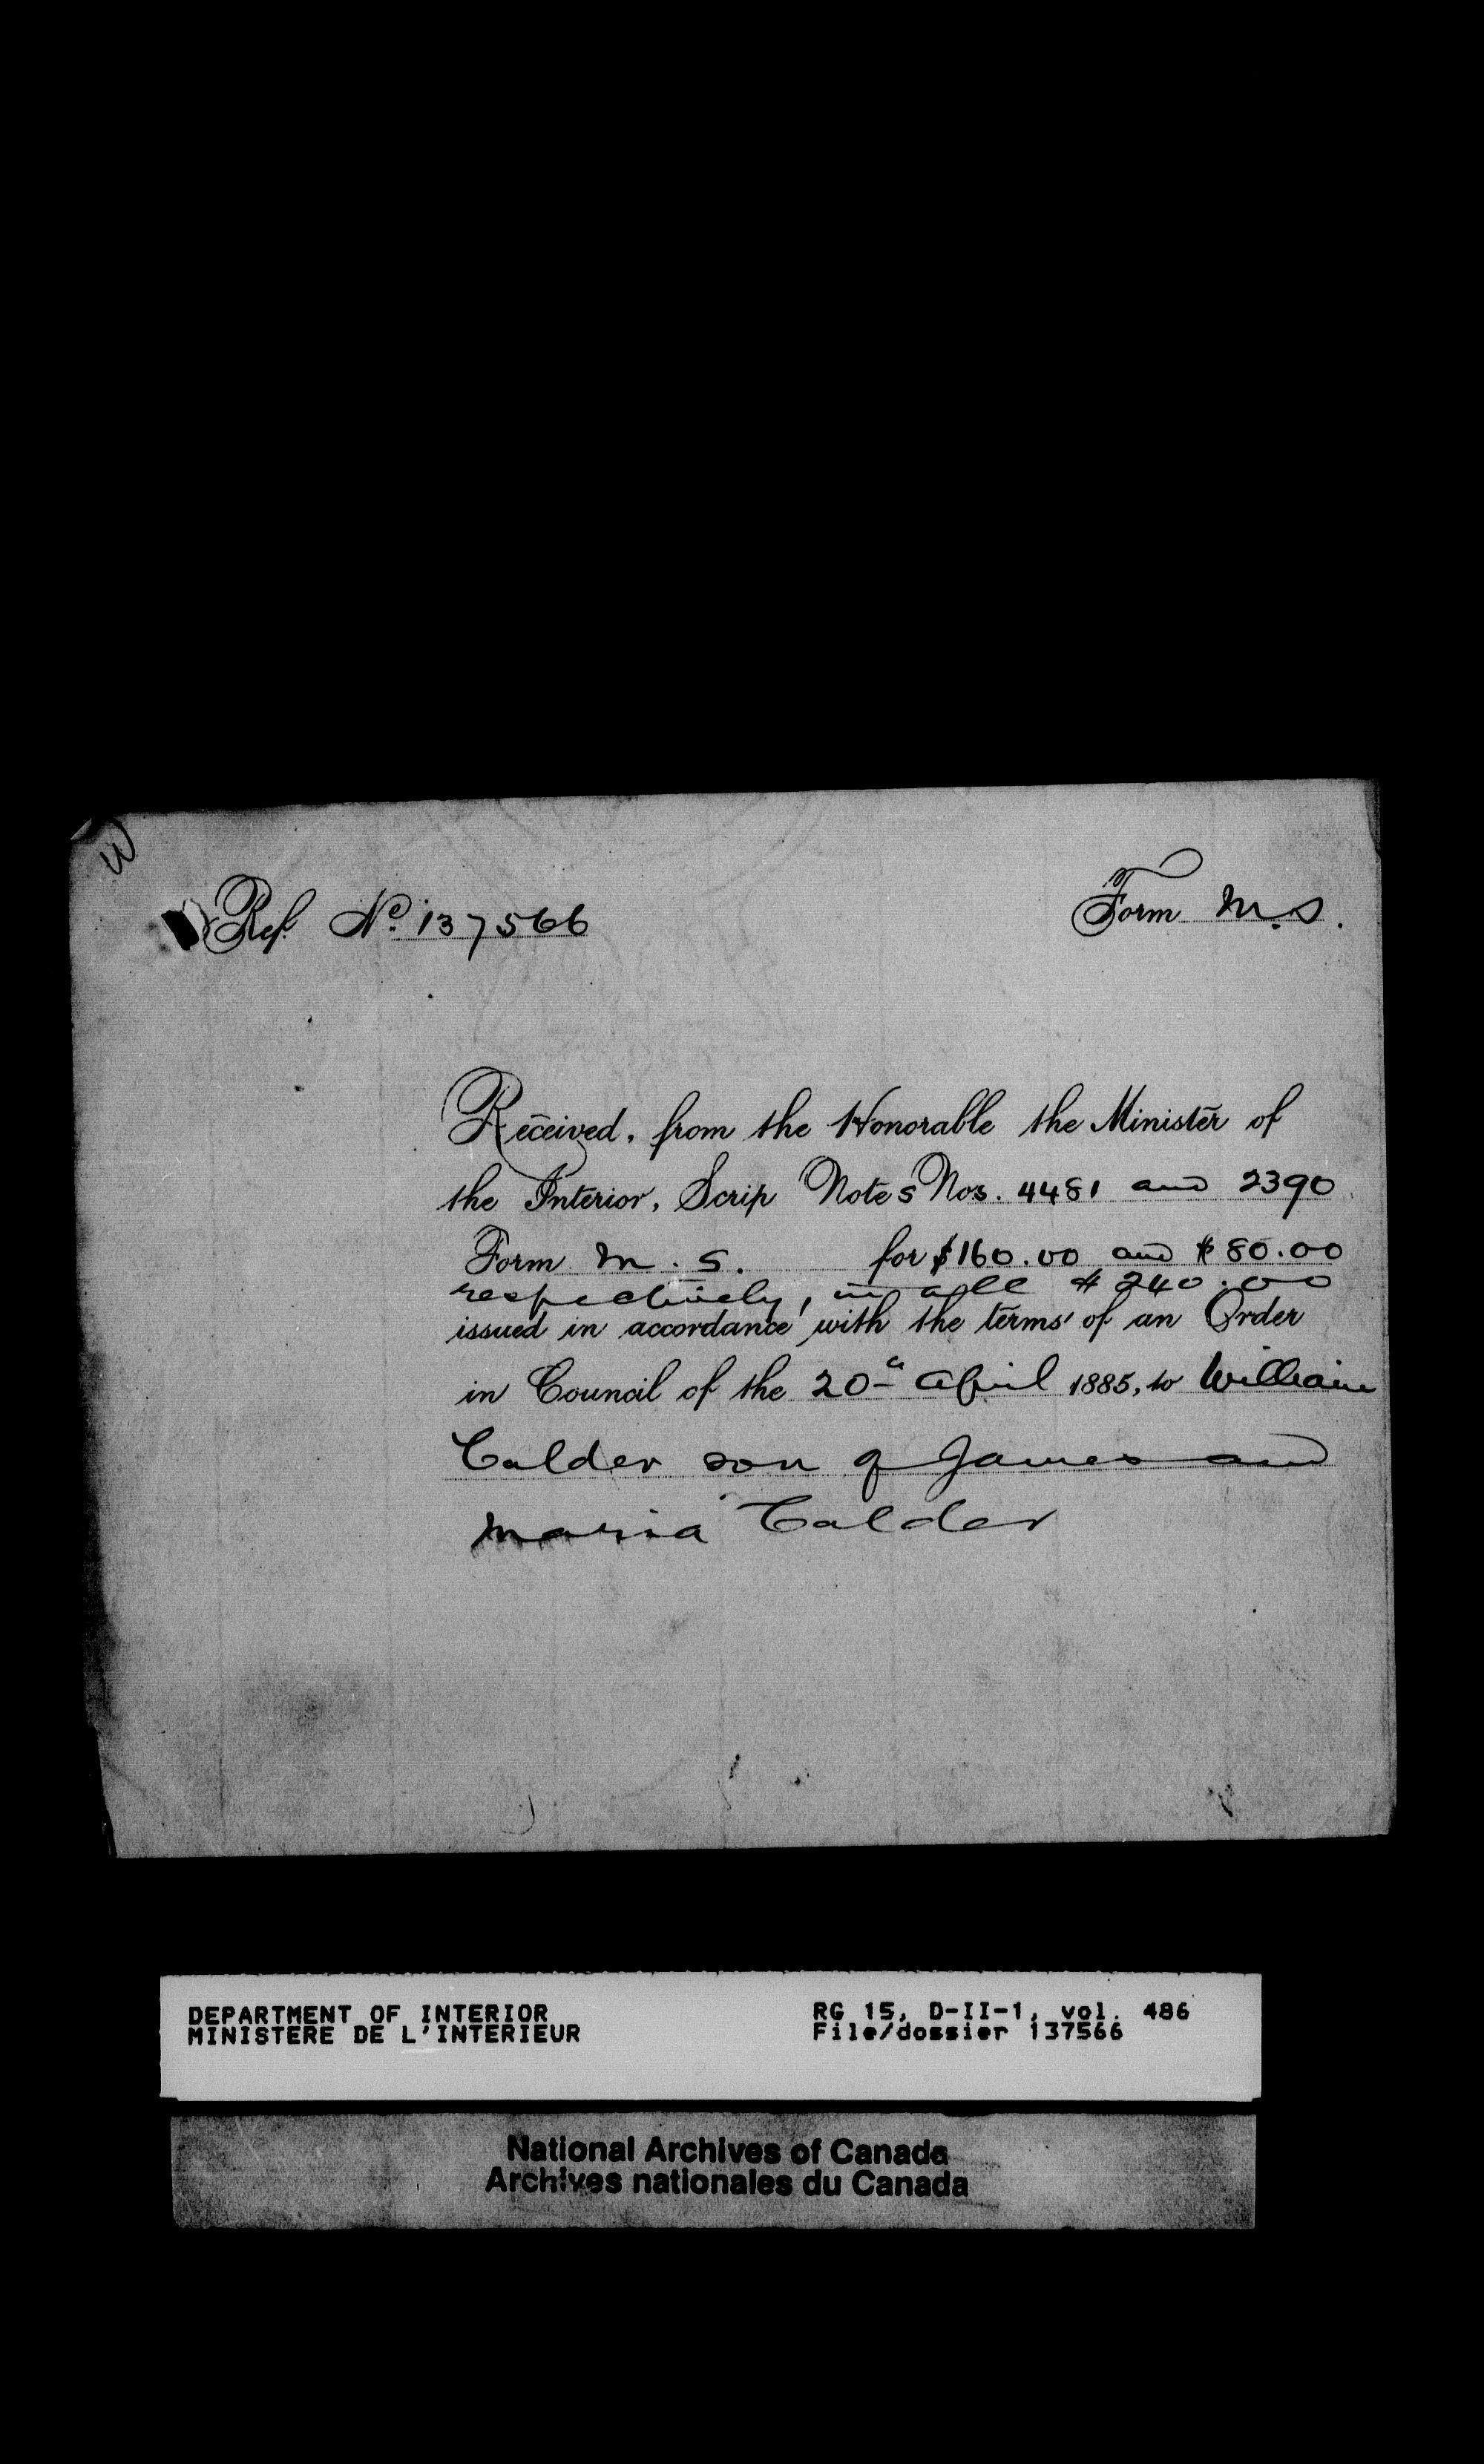 W
Ref. No. 137566
Form M.S.
Received, from the Honorable the Minister of
the Interior, Scrip Notes Nos. 4481 and 2390
Form M. S. for $160.00 and $80.00
respectively, in all $240.00
issued in accordance with the terms of an Order
in Council of the 20th April 1885, to William
Calder son of James and
Maria Calder
DEPARTMENT OF INTERIOR
MINISTERE DE L'INTERIEUR
RG 15, D-II-1, vol. 486
File/dossier 137566
National Archives of Canada
Archives nationales du Canada